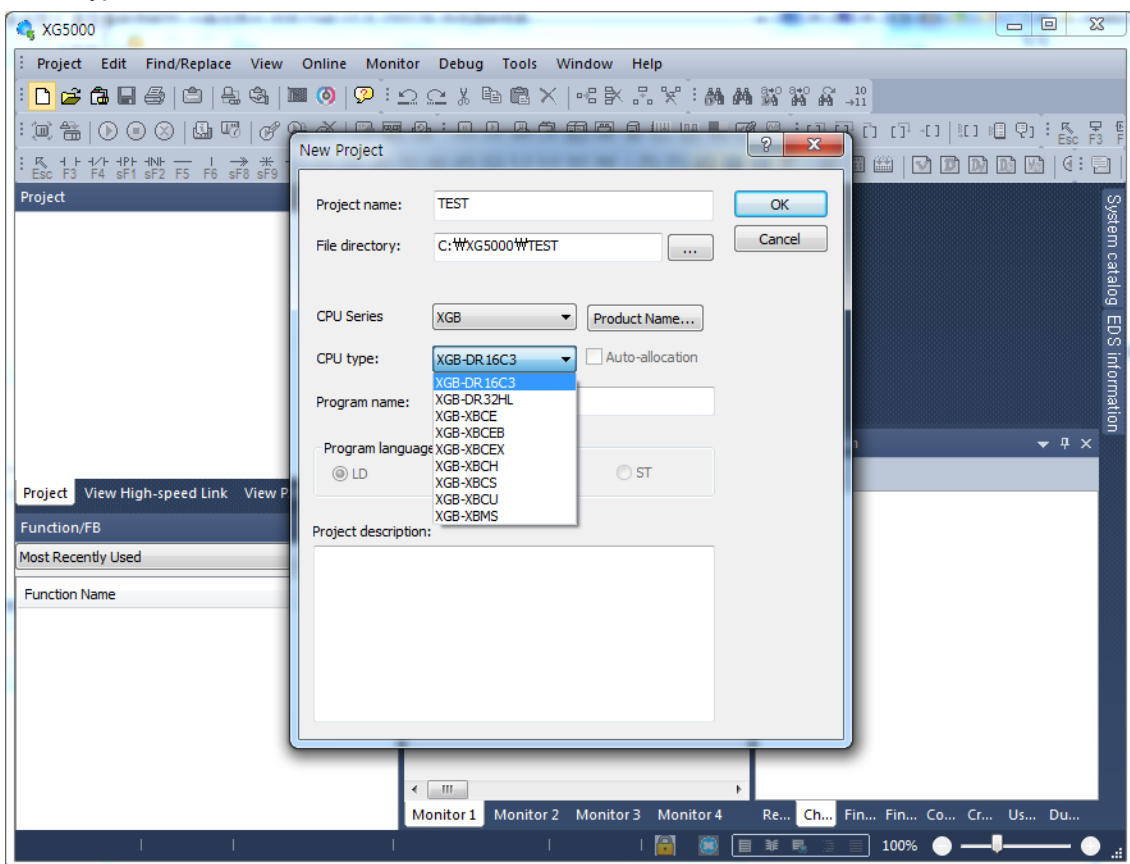 XG5000
Project Edit Find/Replace View Online Monitor Debug Tools Window Help
Esc F3
Esc F3 F4 sF1 sF2 F5 F6 sF8 sF9
New Project
Project name: TEST OK
File directory: C:₩XG5000₩TEST ... Cancel
CPU Series XGB Product Name...
CPU type: XGB-DR16C3 Auto-allocation
XGB-DR16C3
XGB-DR32HL
Program name:
XGB-XBCE
XGB-XBCEB
Program language
XGB-XBCEX
XGB-XBCH
LD ST
XGB-XBCS
XGB-XBCU
XGB-XBMS
Project description:
Project
Project View High-speed Link View P
Function/FB
Most Recently Used
Function Name
System catalog
EDS information
Monitor 1 Monitor 2 Monitor 3 Monitor 4
Re... Ch... Fin... Fin... Co... Cr... Us... Du...
100%